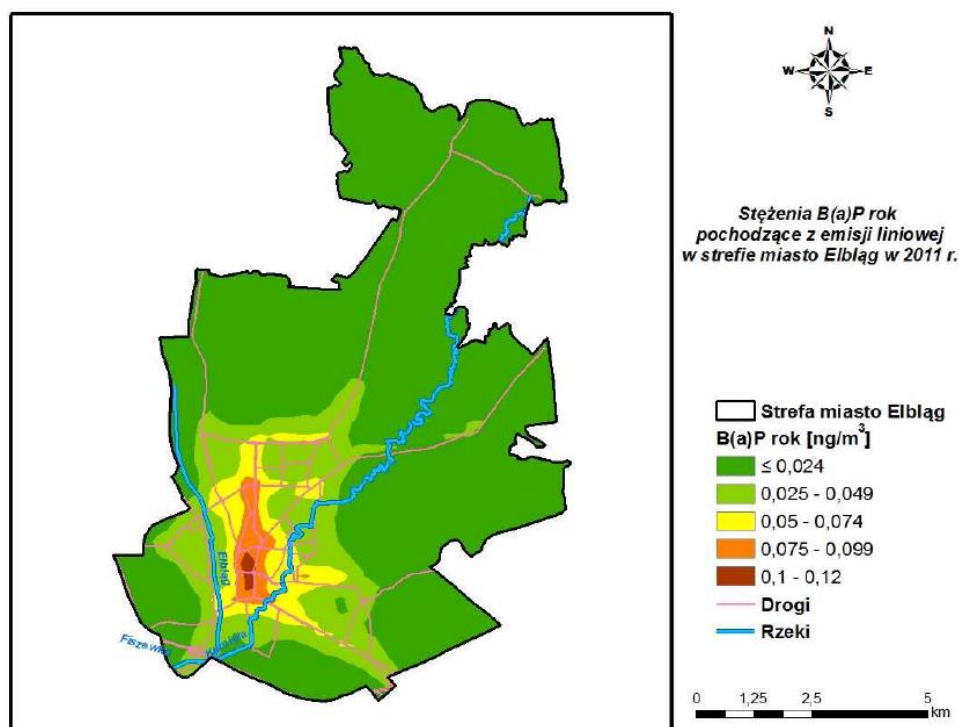 N
W E
S
Stężenia B(a)P rok
pochodzące z emisji liniowej
w strefie miasto Elbląg w 2011 r.
Strefa miasto Elbląg
B(a)P rok [ng/m³]
≤ 0,024
0,025 - 0,049
0,05 - 0,074
0,075 - 0,099
0,1 - 0,12
Drogi
Rzeki
0 1,25 2,5 5
km
Elbląg
Fiszewka